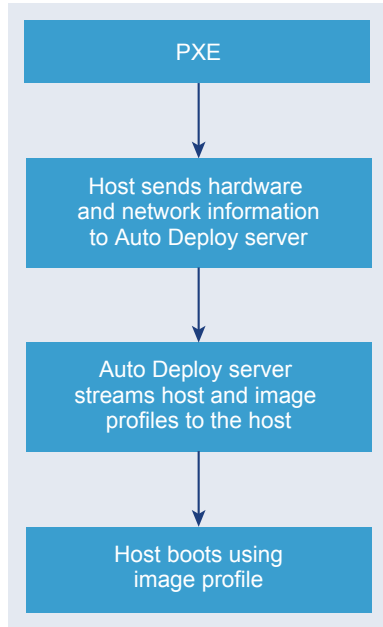 PXE
Host sends hardware
and network information
to Auto Deploy server
Auto Deploy server
streams host and image
profiles to the host
Host boots using
image profile